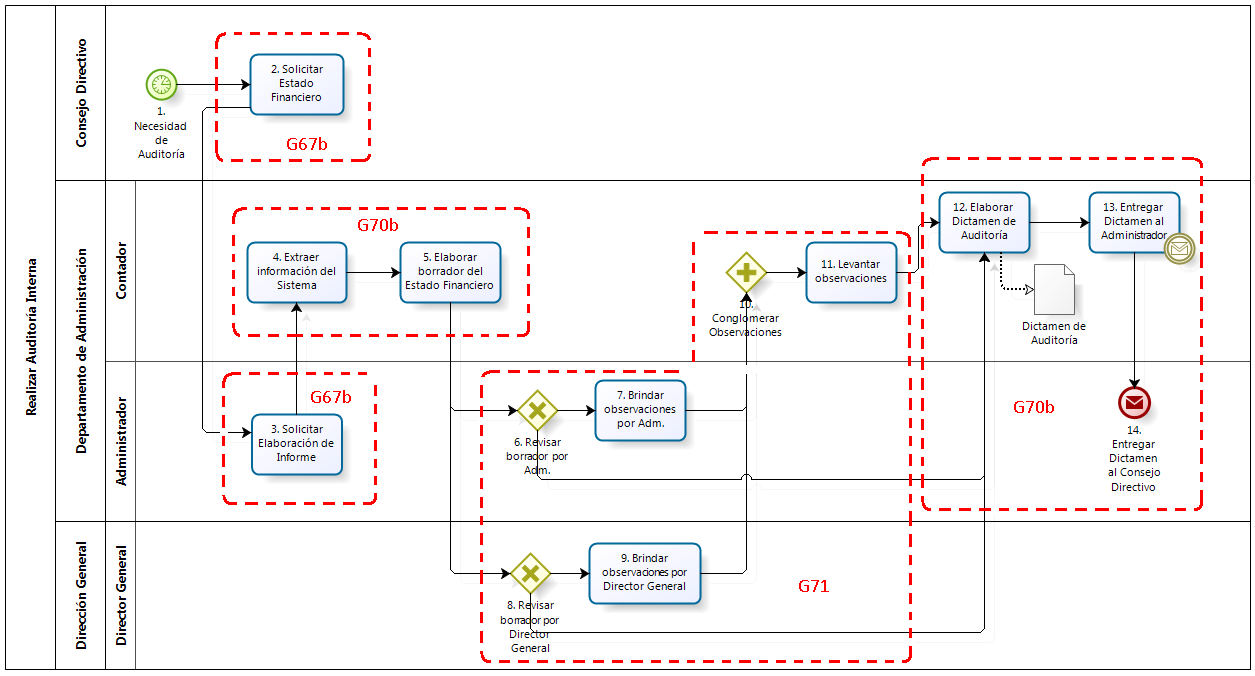 Realizar Auditoría Interna
Consejo Directivo
1.
Necesidad
de
Auditoría
2. Solicitar
Estado
Financiero
G67b
Departamento de Administración
Contador
G70b
4. Extraer
información del
Sistema
5. Elaborar
borrador del
Estado Financiero
10.
Conglomerar
Observaciones
11. Levantar
observaciones
12. Elaborar
Dictamen de
Auditoría
13. Entregar
Dictamen al
Administrador
Dictamen de
Auditoría
Administrador
G67b
3. Solicitar
Elaboración de
Informe
6. Revisar
borrador por
Adm.
7. Brindar
observaciones
por Adm.
G70b
14.
Entregar
Dictamen
al Consejo
Directivo
Dirección General
Director General
8. Revisar
borrador por
Director
General
9. Brindar
observaciones por
Director General
G71